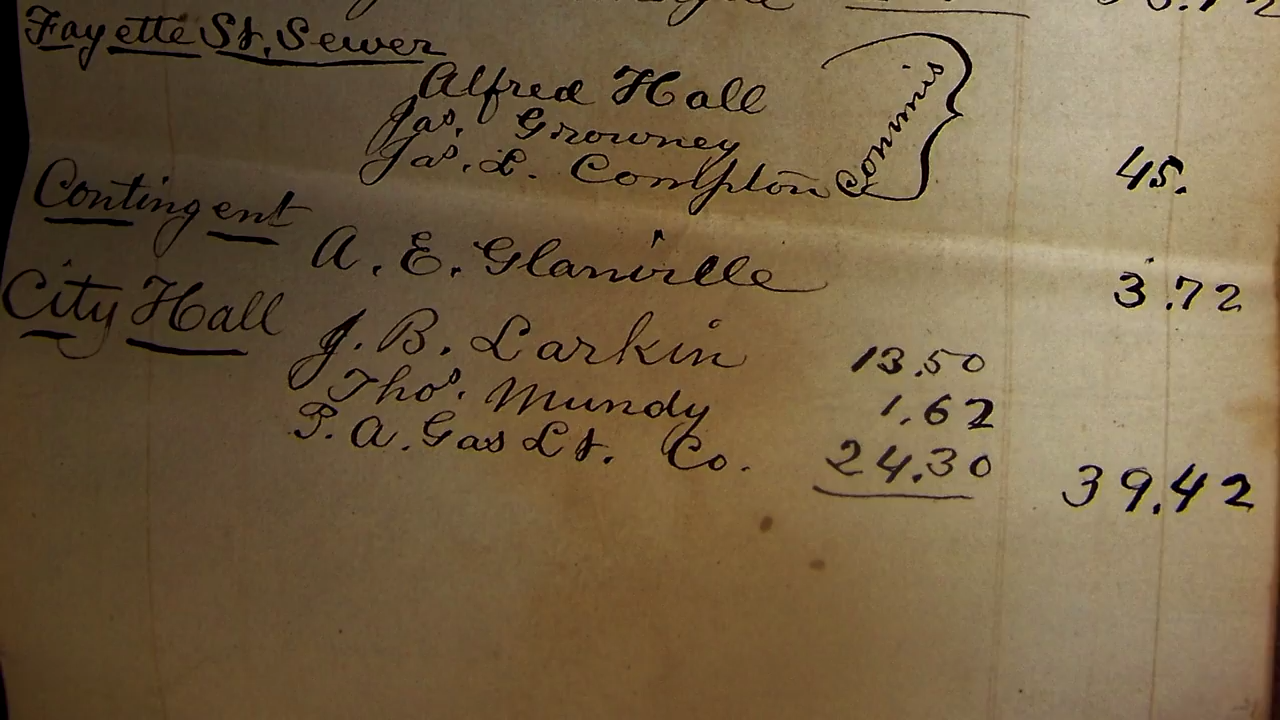 Fayette St. Sewer
Alfred Hall
Jas. Growney
Jas. L. Compton Commis 45.
Contingent
A. E. Glanville 3.72
City Hall
J. B. Larkin 13.50
Thos. Mundy 1.62
P. A. Gas Lt. Co. 24.30 39.42